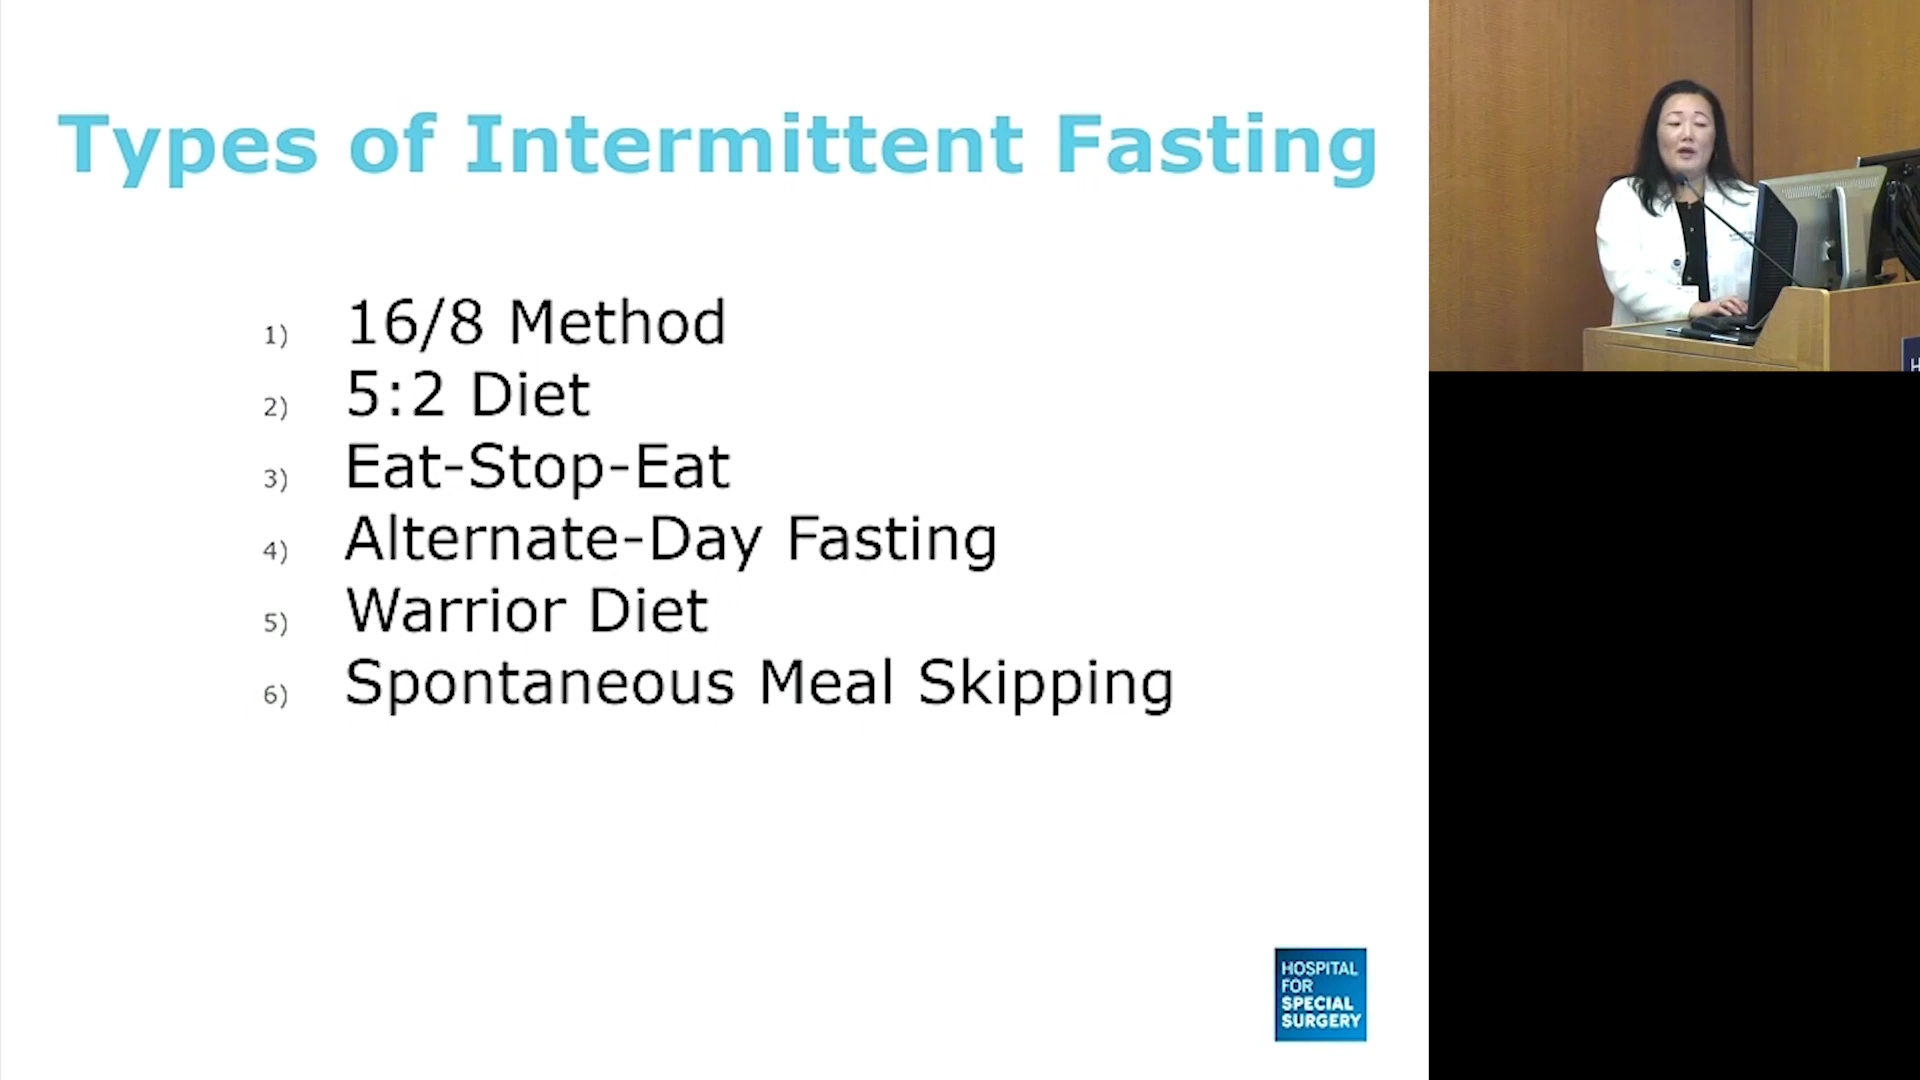 Types of Intermittent Fasting
1) 16/8 Method
2) 5:2 Diet
3) Eat-Stop-Eat
4) Alternate-Day Fasting
5) Warrior Diet
6) Spontaneous Meal Skipping
HOSPITAL
FOR
SPECIAL
SURGERY
H